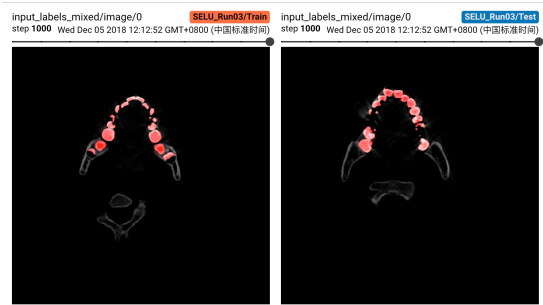 input_labels_mixed/image/0 SELU_Run03/Train
step 1000 Wed Dec 05 2018 12:12:52 GMT+0800 (中国标准时间)
input_labels_mixed/image/0 SELU_Run03/Test
step 1000 Wed Dec 05 2018 12:12:52 GMT+0800 (中国标准时间)